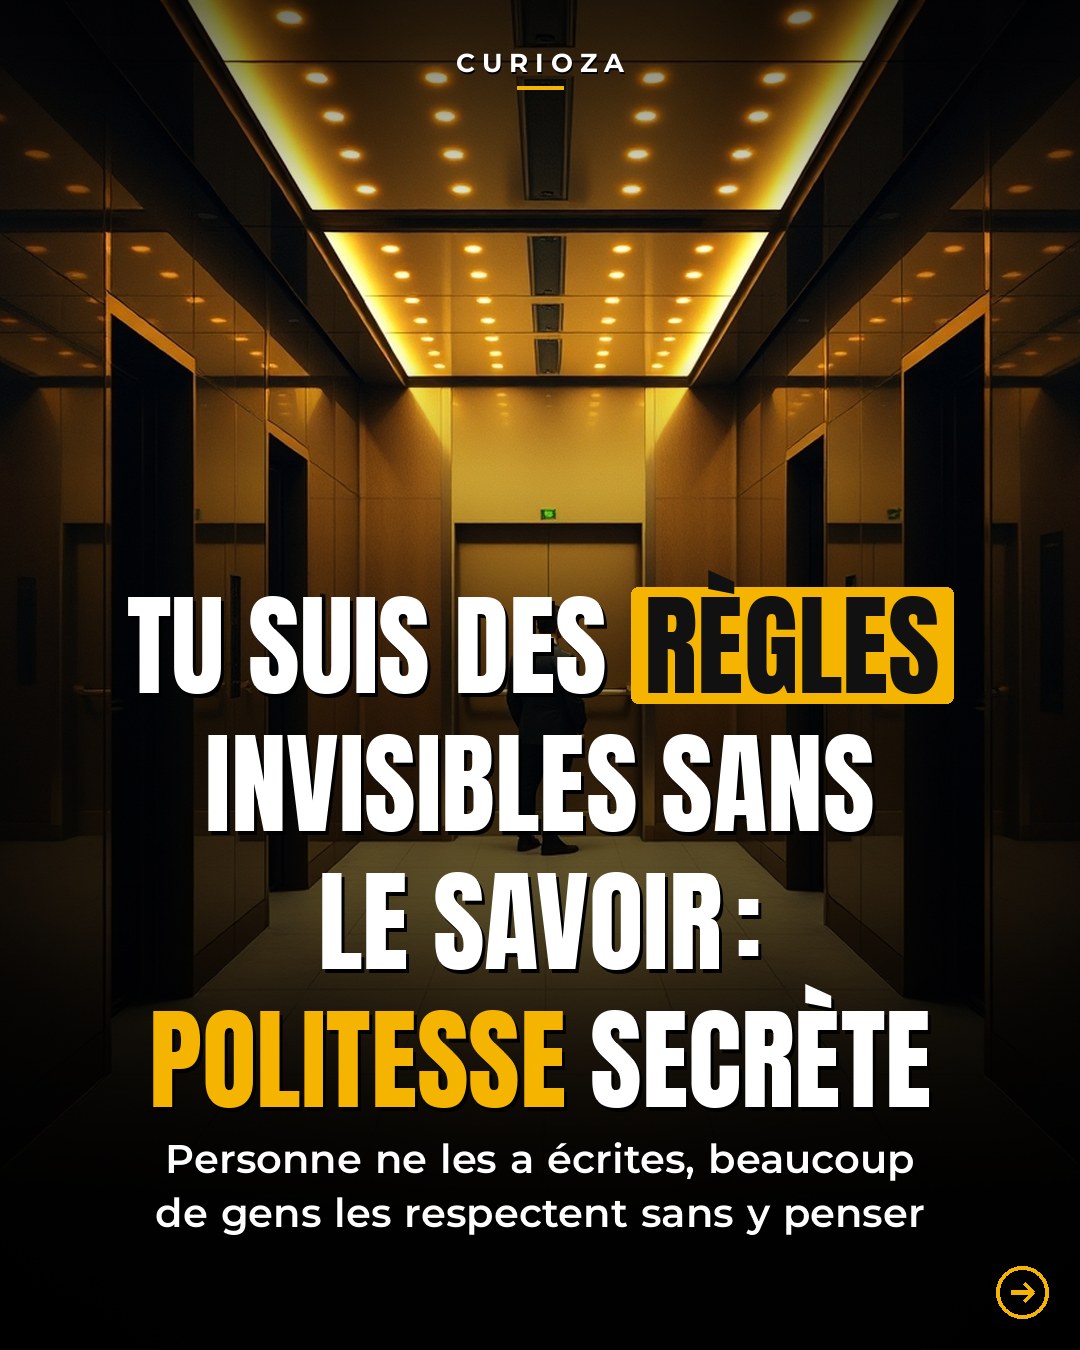 CURIOZA
TU SUIS DES RÈGLES
INVISIBLES SANS
LE SAVOIR :
POLITESSE SECRÈTE
Personne ne les a écrites, beaucoup
de gens les respectent sans y penser